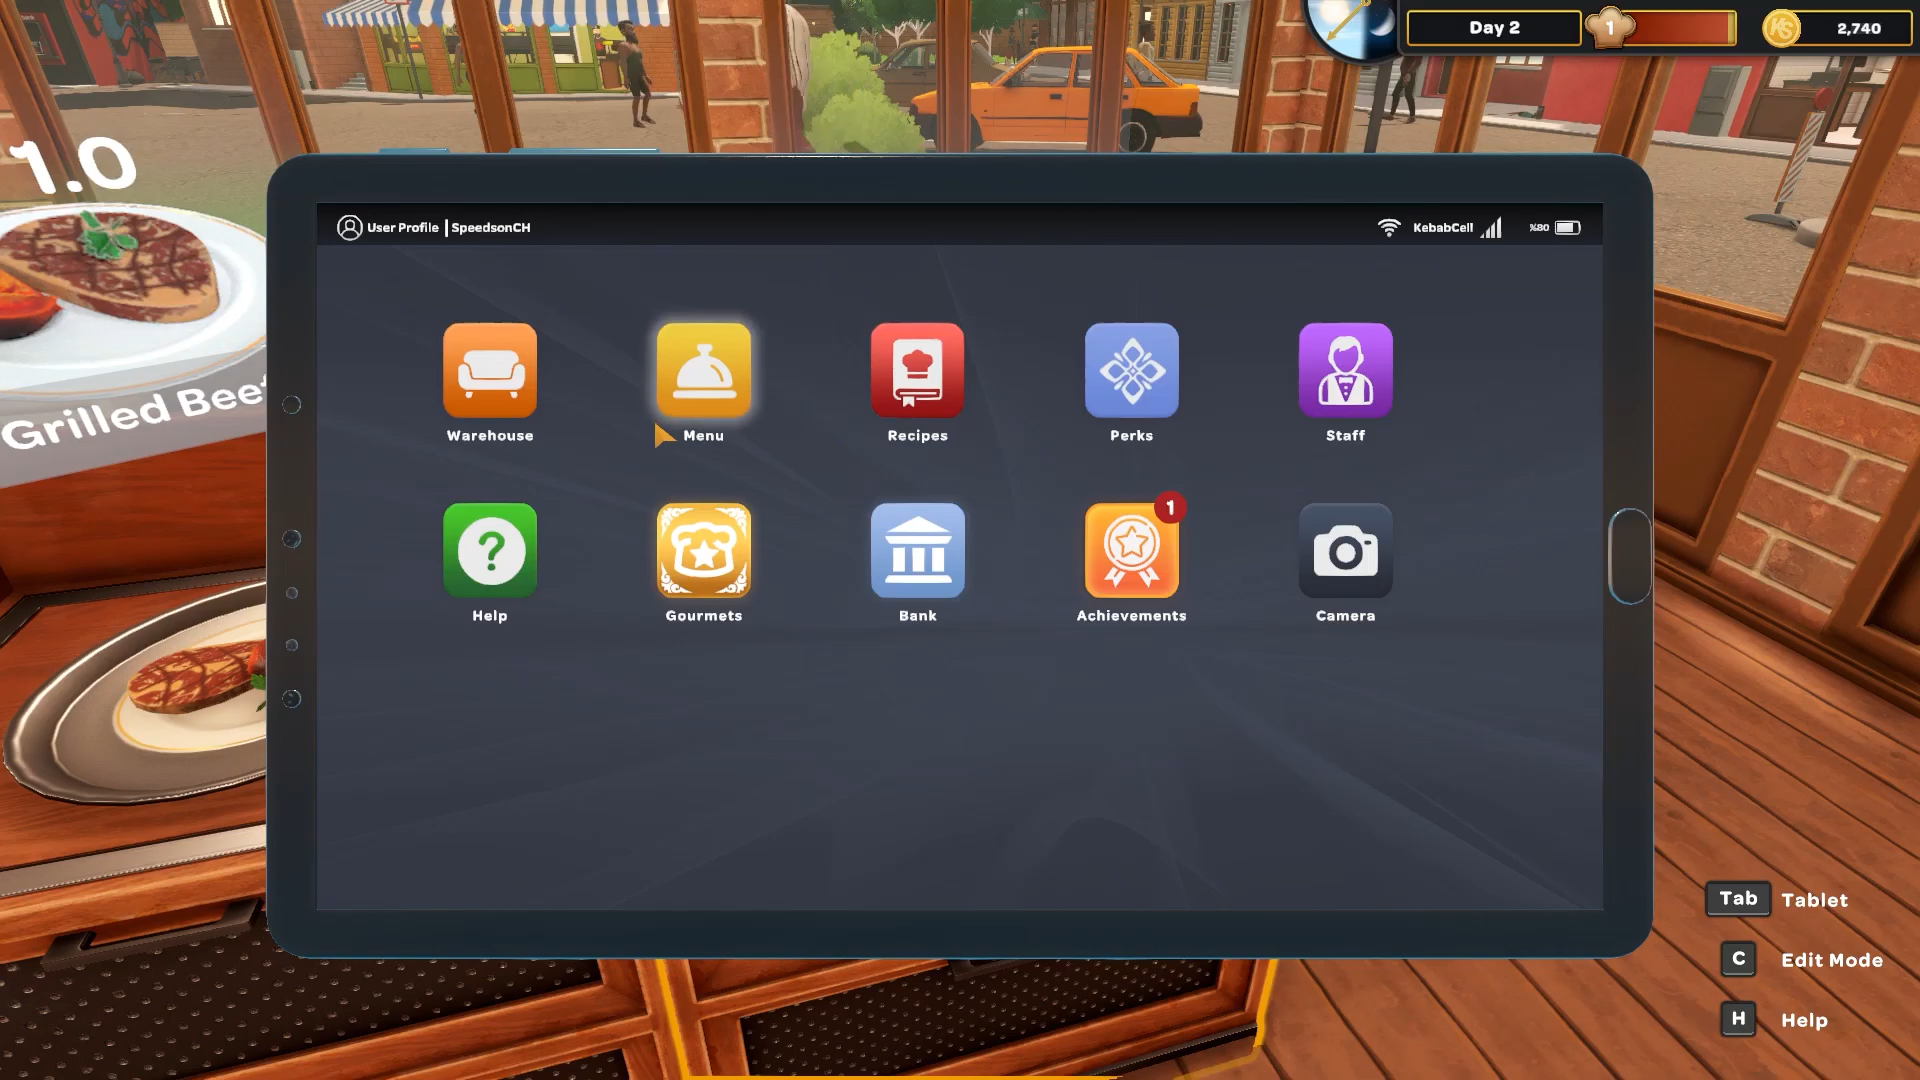 Day 2
1
2,740
1.0
Grilled Bee
User Profile | SpeedsonCH
KebabCell
%80
Warehouse
Menu
Recipes
Perks
Staff
?
1
Help
Gourmets
Bank
Achievements
Camera
Tab Tablet
C Edit Mode
H Help